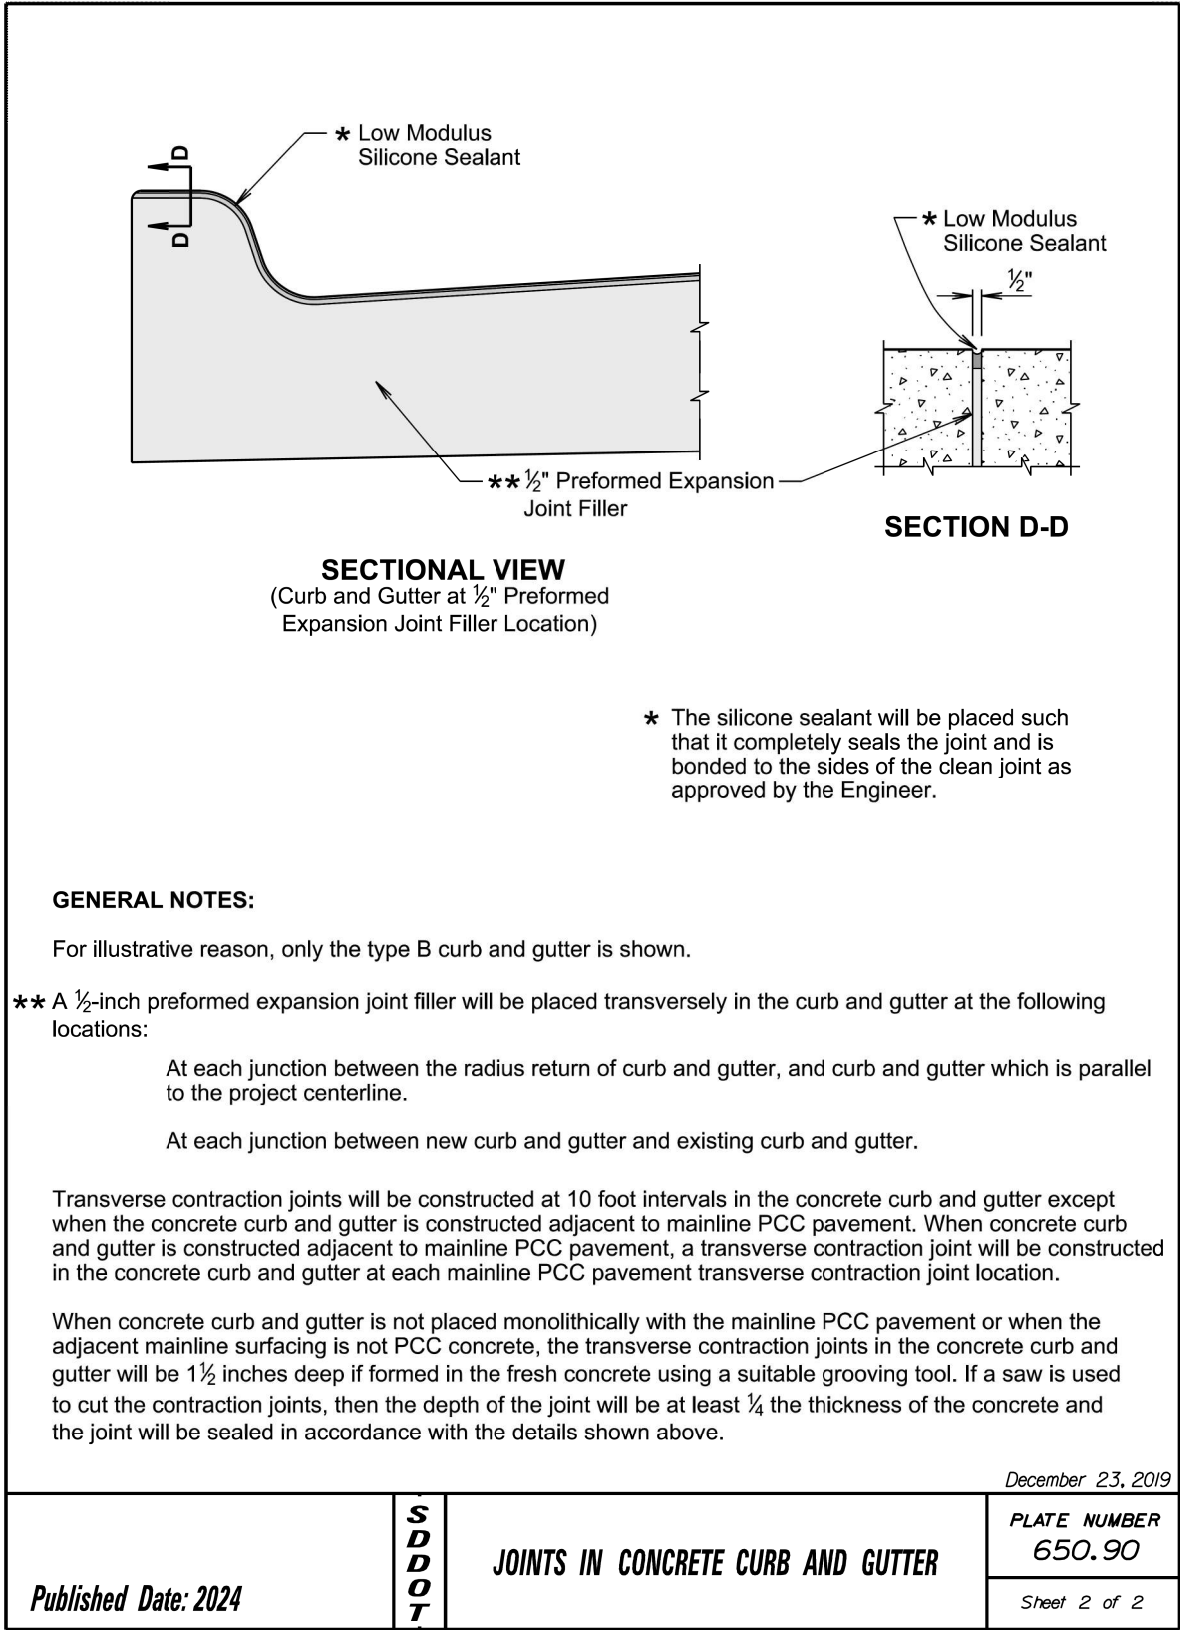 * Low Modulus
Silicone Sealant
D
D
* Low Modulus
Silicone Sealant
½"
** ½" Preformed Expansion
Joint Filler
SECTION D-D
SECTIONAL VIEW
(Curb and Gutter at ½" Preformed
Expansion Joint Filler Location)
* The silicone sealant will be placed such
that it completely seals the joint and is
bonded to the sides of the clean joint as
approved by the Engineer.
GENERAL NOTES:
For illustrative reason, only the type B curb and gutter is shown.
** A ½-inch preformed expansion joint filler will be placed transversely in the curb and gutter at the following
locations:
At each junction between the radius return of curb and gutter, and curb and gutter which is parallel
to the project centerline.
At each junction between new curb and gutter and existing curb and gutter.
Transverse contraction joints will be constructed at 10 foot intervals in the concrete curb and gutter except
when the concrete curb and gutter is constructed adjacent to mainline PCC pavement. When concrete curb
and gutter is constructed adjacent to mainline PCC pavement, a transverse contraction joint will be constructed
in the concrete curb and gutter at each mainline PCC pavement transverse contraction joint location.
When concrete curb and gutter is not placed monolithically with the mainline PCC pavement or when the
adjacent mainline surfacing is not PCC concrete, the transverse contraction joints in the concrete curb and
gutter will be 1½ inches deep if formed in the fresh concrete using a suitable grooving tool. If a saw is used
to cut the contraction joints, then the depth of the joint will be at least ¼ the thickness of the concrete and
the joint will be sealed in accordance with the details shown above.
December 23, 2019
Published Date: 2024
SDDOT
JOINTS IN CONCRETE CURB AND GUTTER
PLATE NUMBER
650.90
Sheet 2 of 2